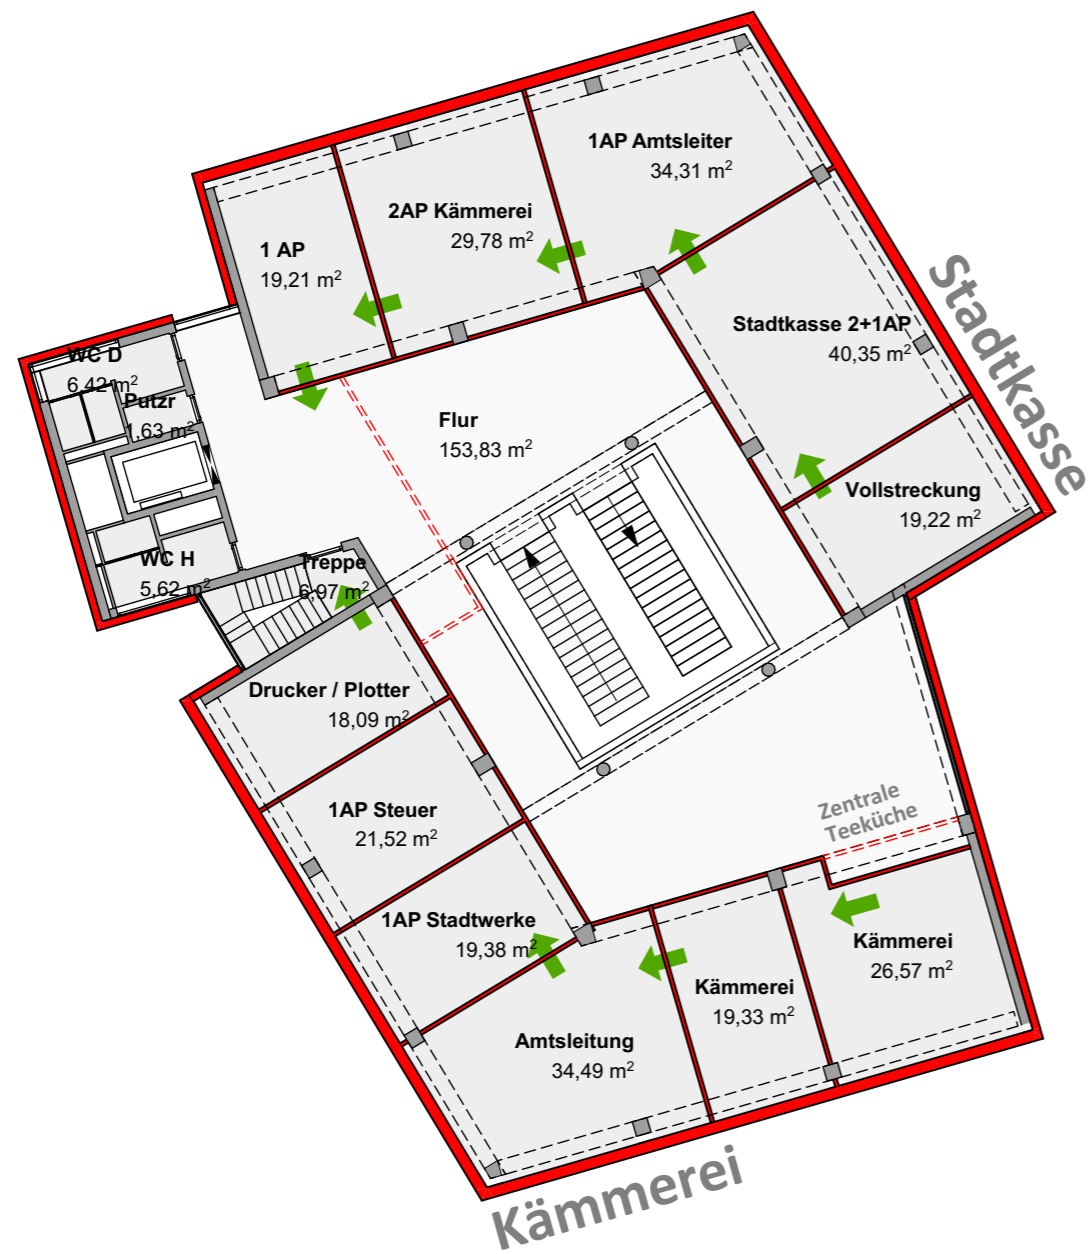 1AP Amtsleiter
34,31 m²
2AP Kämmerei
29,78 m²
1 AP
19,21 m²
Stadtkasse
Stadtkasse 2+1AP
40,35 m²
WC D
6,42 m²
Putzr
1,63 m²
Flur
153,83 m²
Vollstreckung
19,22 m²
WC H
5,62 m²
Treppe
6,97 m²
Drucker / Plotter
18,09 m²
1AP Steuer
21,52 m²
Zentrale
Teeküche
1AP Stadtwerke
19,38 m²
Kämmerei
26,57 m²
Kämmerei
19,33 m²
Amtsleitung
34,49 m²
Kämmerei